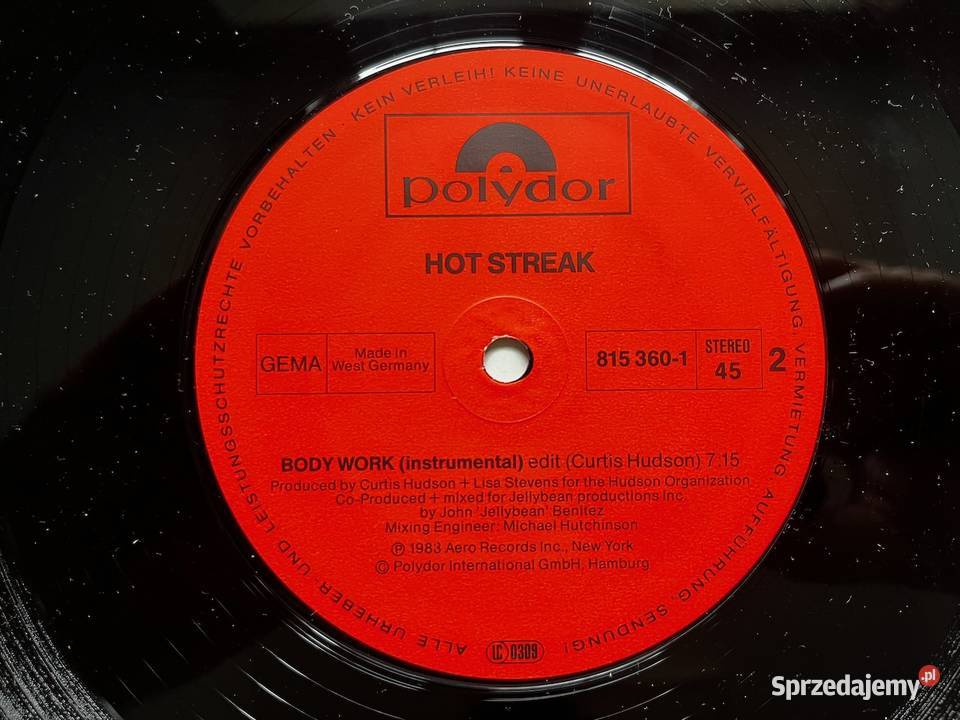 ALLE URHEBER- UND LEISTUNGSSCHUTZRECHTE VORBEHALTEN · KEIN VERLEIH! KEINE UNERLAUBTE VERVIELFÄLTIGUNG, VERMIETUNG, AUFFÜHRUNG, SENDUNG!
polydor
HOT STREAK
GEMA
Made in
West Germany
815 360-1
STEREO
45
2
BODY WORK (instrumental) edit (Curtis Hudson) 7,15
Produced by Curtis Hudson + Lisa Stevens for the Hudson Organization
Co-Produced + mixed for Jellybean productions Inc.
by John 'Jellybean' Benitez
Mixing Engineer: Michael Hutchinson
Ⓟ 1983 Aero Records Inc., New York
© Polydor International GmbH, Hamburg
LC 0309
Sprzedajemy.pl